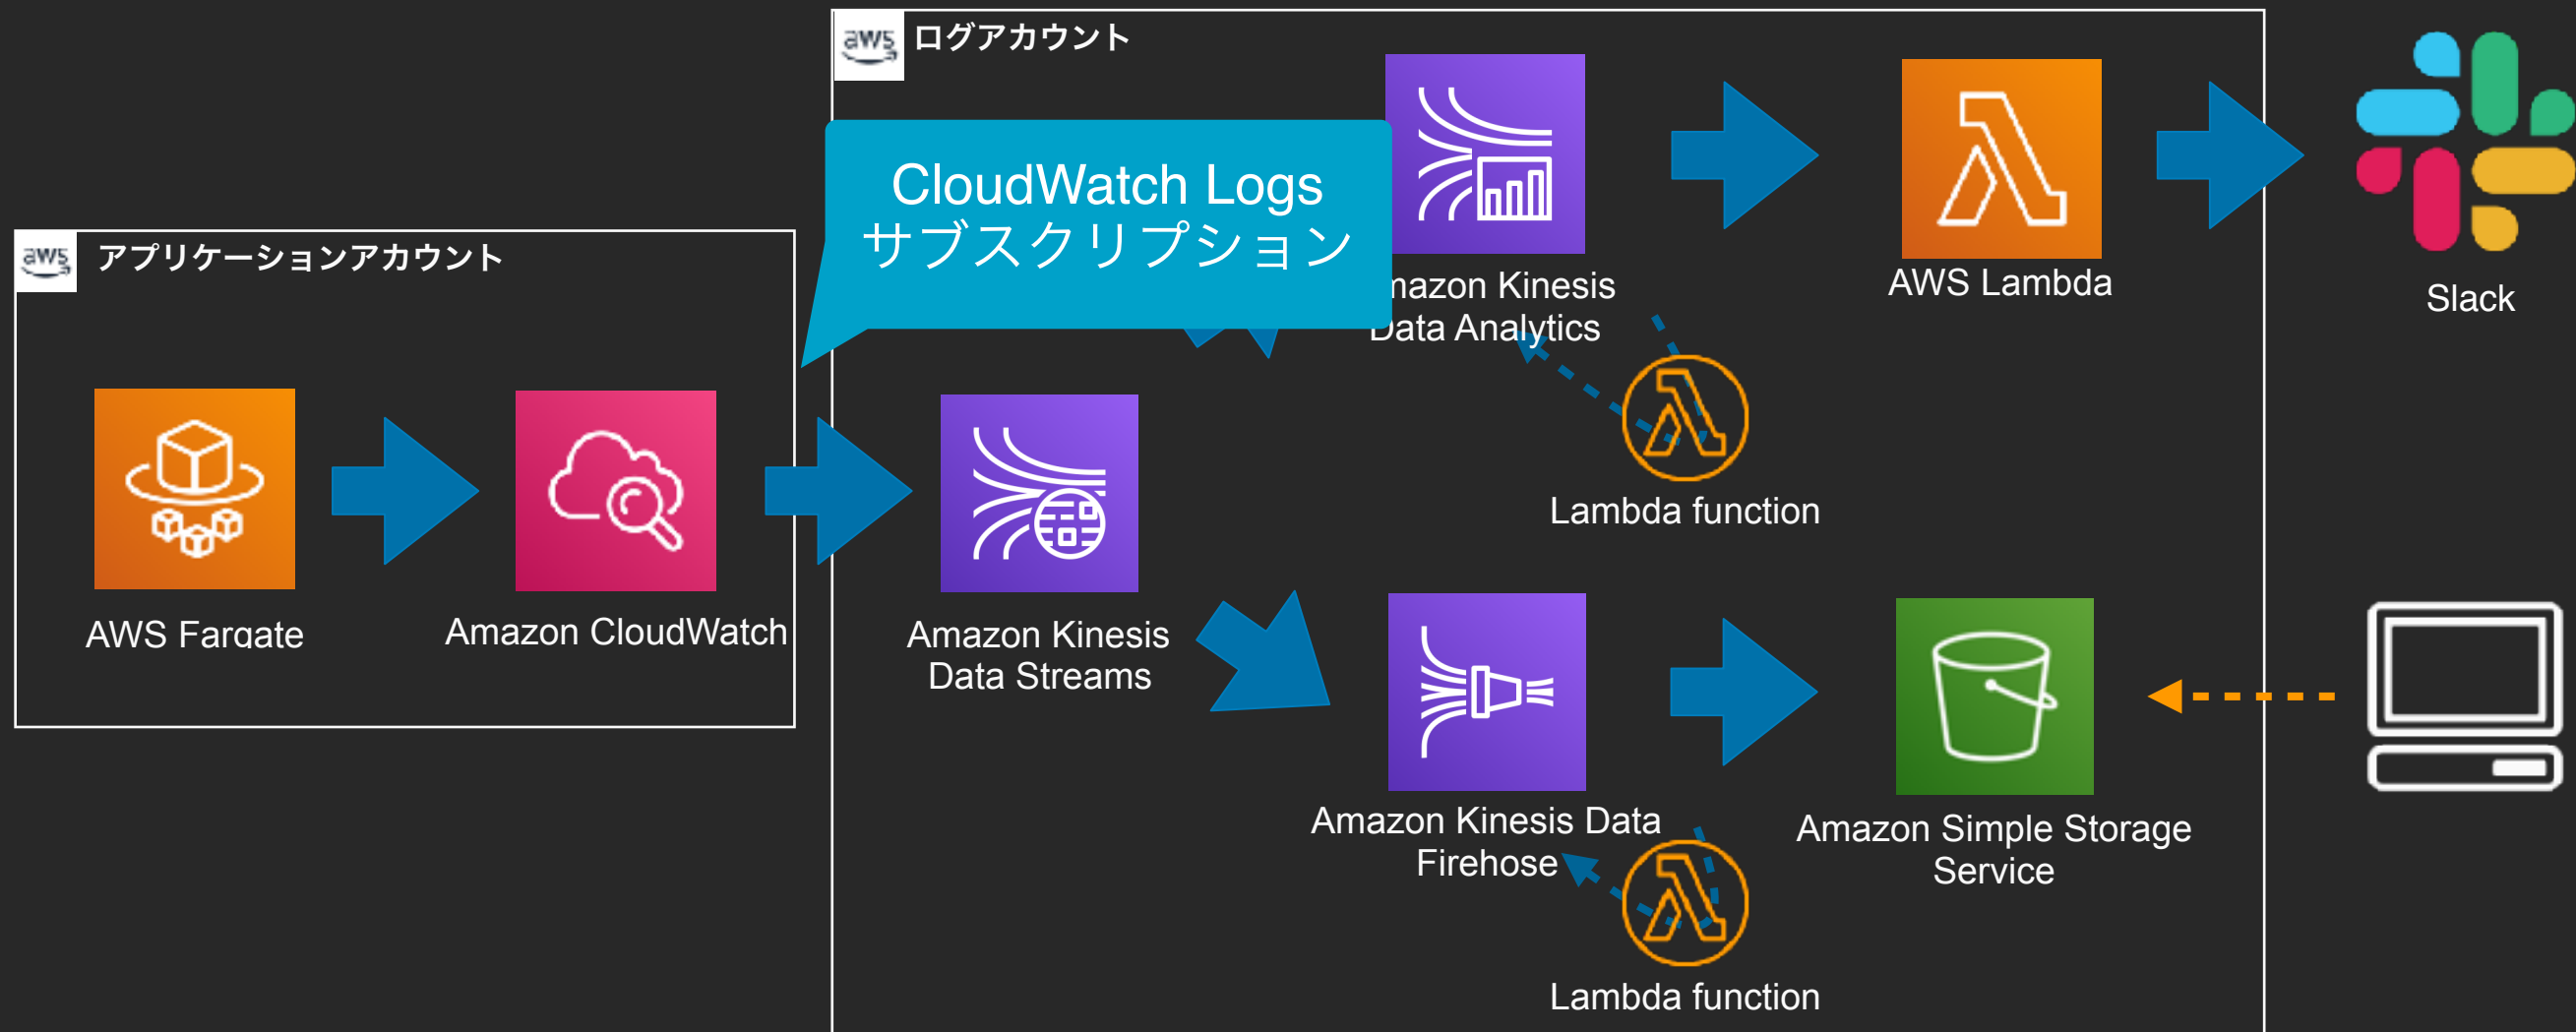 aws ログアカウント
CloudWatch Logs
サブスクリプション
mazon Kinesis
Data Analytics
AWS Lambda
Slack
aws アプリケーションアカウント
Lambda function
AWS Fargate
Amazon CloudWatch
Amazon Kinesis
Data Streams
Amazon Kinesis Data
Firehose
Amazon Simple Storage
Service
Lambda function